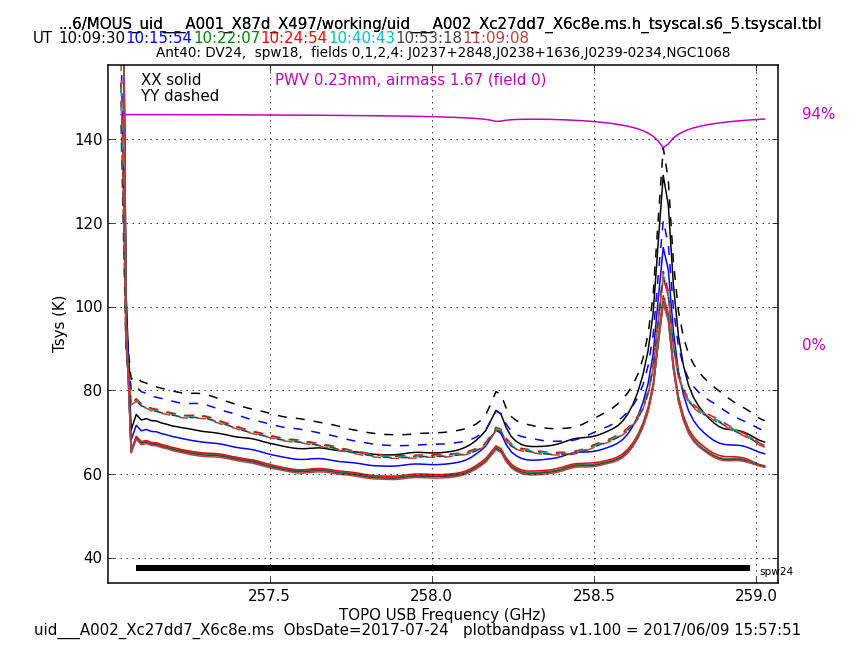 ...6/MOUS_uid___A001_X87d_X497/working/uid___A002_Xc27dd7_X6c8e.ms.h_tsyscal.s6_5.tsyscal.tbl
UT 10:09:30 10:15:54 10:22:07 10:24:54 10:40:43 10:53:18 11:09:08
Ant40: DV24, spw18, fields 0,1,2,4: J0237+2848,J0238+1636,J0239-0234,NGC1068
XX solid
PWV 0.23mm, airmass 1.67 (field 0)
YY dashed
94%
140
120
100
80
60
40
0%
Tsys (K)
spw24
257.5 258.0 258.5 259.0
TOPO USB Frequency (GHz)
uid___A002_Xc27dd7_X6c8e.ms ObsDate=2017-07-24 plotbandpass v1.100 = 2017/06/09 15:57:51